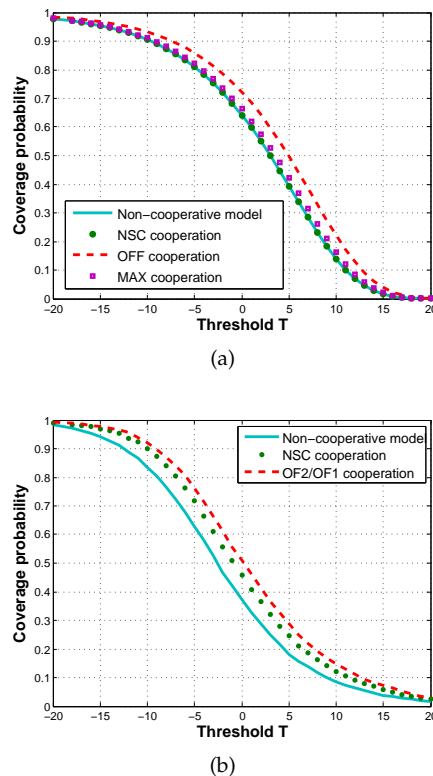 1
0.9
0.8
0.7
0.6
0.5
0.4
0.3
0.2
0.1
0
Coverage probability
Non-cooperative model
NSC cooperation
OFF cooperation
MAX cooperation
−20 −15 −10 −5 0 5 10 15 20
Threshold T
(a)
1
0.9
0.8
0.7
0.6
0.5
0.4
0.3
0.2
0.1
0
Coverage probability
Non-cooperative model
NSC cooperation
OF2/OF1 cooperation
−20 −15 −10 −5 0 5 10 15 20
Threshold T
(b)